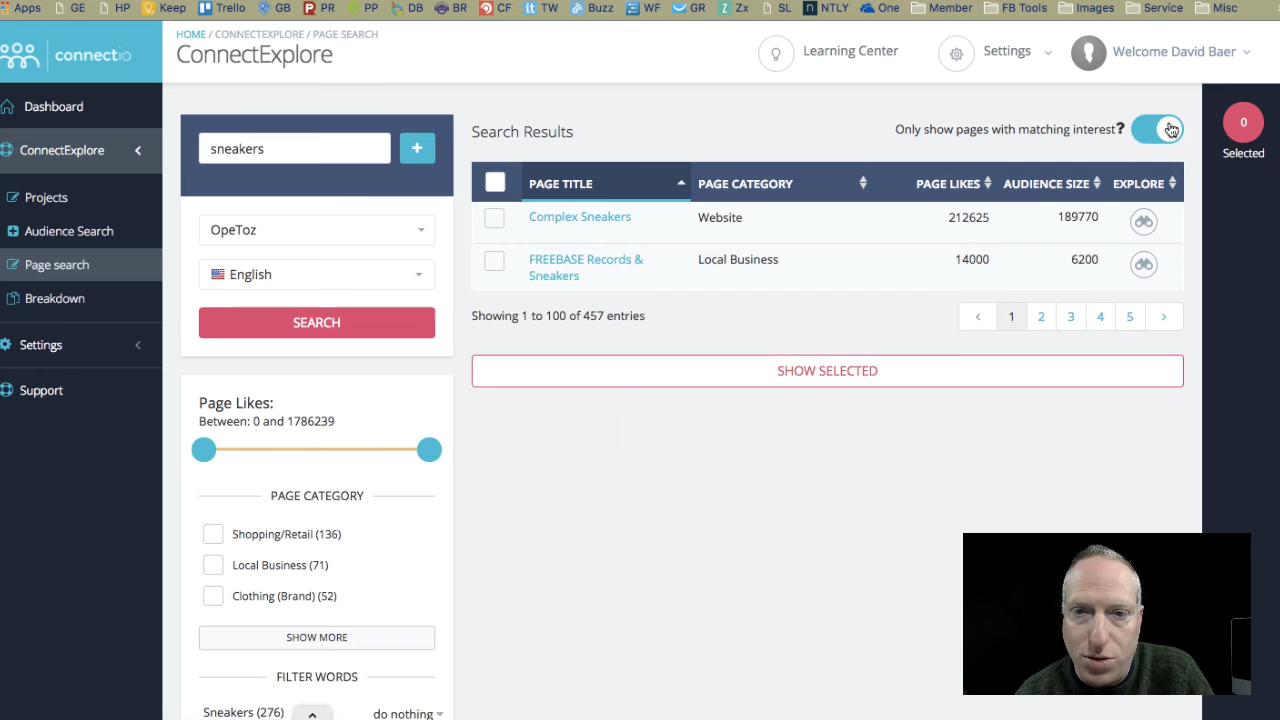 Apps GE HP Keep Trello GB PR PP DB BR CF TW Buzz WF GR Zx SL NTLY One Member FB Tools Images Service Misc
connectio
HOME / CONNECTEXPLORE / PAGE SEARCH
ConnectExplore
Learning Center
Settings
Welcome David Baer
Dashboard
ConnectExplore
Projects
Audience Search
Page search
Breakdown
Settings
Support
sneakers
+
OpeToz
English
SEARCH
Page Likes:
Between: 0 and 1786239
PAGE CATEGORY
Shopping/Retail (136)
Local Business (71)
Clothing (Brand) (52)
SHOW MORE
FILTER WORDS
Sneakers (276) do nothing
Search Results
Only show pages with matching interest ?
PAGE TITLE PAGE CATEGORY PAGE LIKES AUDIENCE SIZE EXPLORE
Complex Sneakers Website 212625 189770
FREEBASE Records & Local Business 14000 6200
Sneakers
Showing 1 to 100 of 457 entries
‹ 1 2 3 4 5 ›
SHOW SELECTED
0
Selected